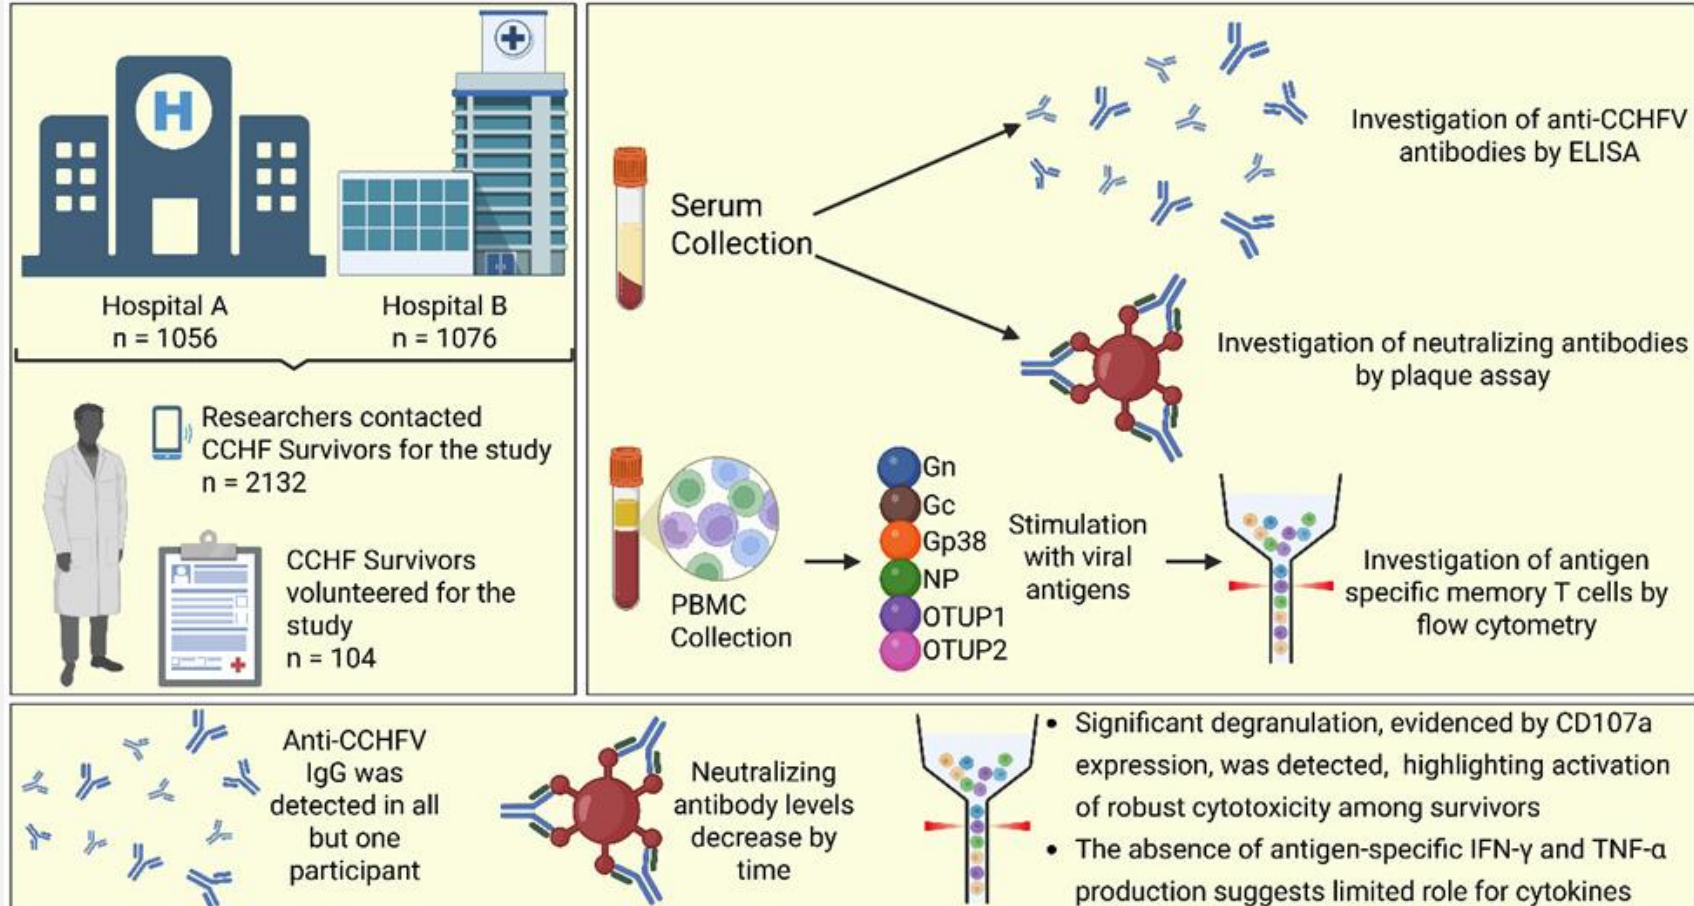 H
Hospital A
n = 1056
Hospital B
n = 1076
Researchers contacted
CCHF Survivors for the study
n = 2132
CCHF Survivors
volunteered for the
study
n = 104
Serum
Collection
Investigation of anti-CCHFV
antibodies by ELISA
Investigation of neutralizing antibodies
by plaque assay
PBMC
Collection
Gn
Gc
Gp38
NP
OTUP1
OTUP2
Stimulation
with viral
antigens
Investigation of antigen
specific memory T cells by
flow cytometry
Anti-CCHFV
IgG was
detected in all
but one
participant
Neutralizing
antibody levels
decrease by
time
• Significant degranulation, evidenced by CD107a
expression, was detected, highlighting activation
of robust cytotoxicity among survivors
• The absence of antigen-specific IFN-γ and TNF-α
production suggests limited role for cytokines